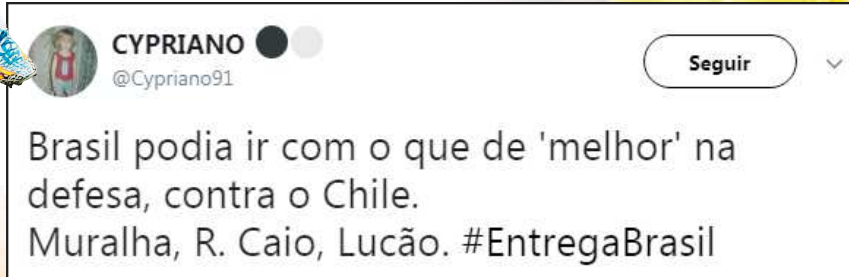 CYPRIANO
@Cypriano91
Seguir
Brasil podia ir com o que de 'melhor' na
defesa, contra o Chile.
Muralha, R. Caio, Lucão. #EntregaBrasil